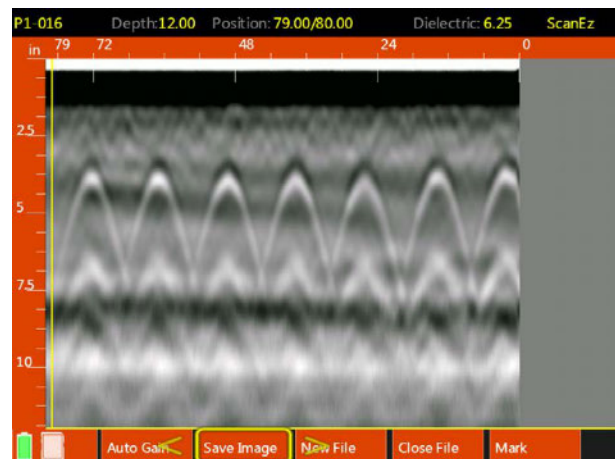 P1-016 Depth:12.00 Position: 79.00/80.00 Dielectric: 6.25 ScanEz
in 79 72 48 24 0
2.5
5
7.5
10
Auto Gain < Save Image > New File Close File Mark